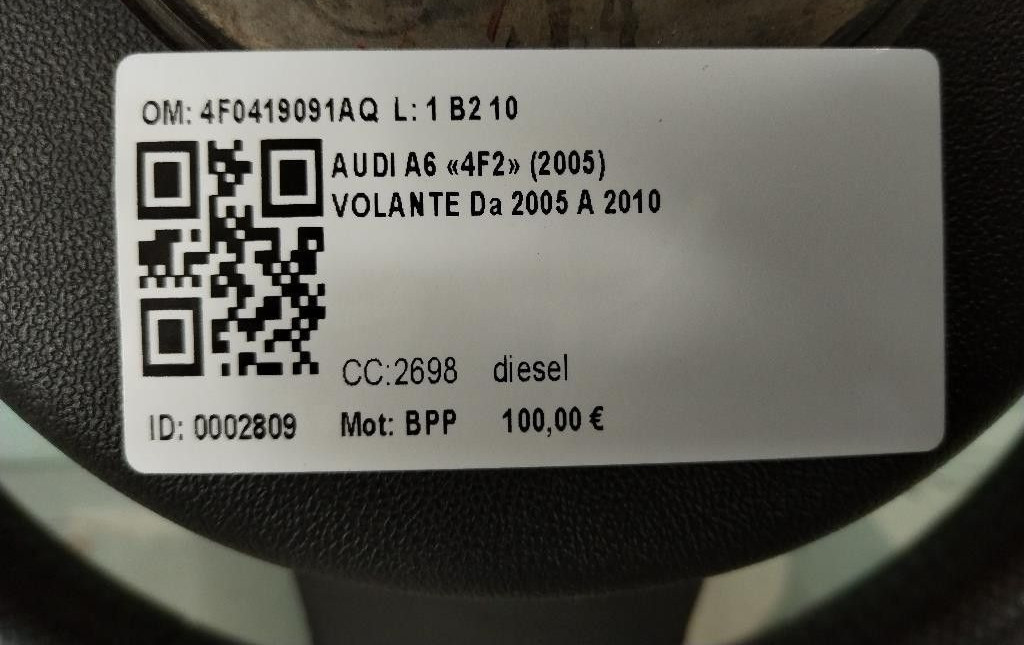 OM: 4F0419091AQ L: 1 B2 10
AUDI A6 «4F2» (2005)
VOLANTE Da 2005 A 2010
CC:2698 diesel
ID: 0002809 Mot: BPP 100,00 €